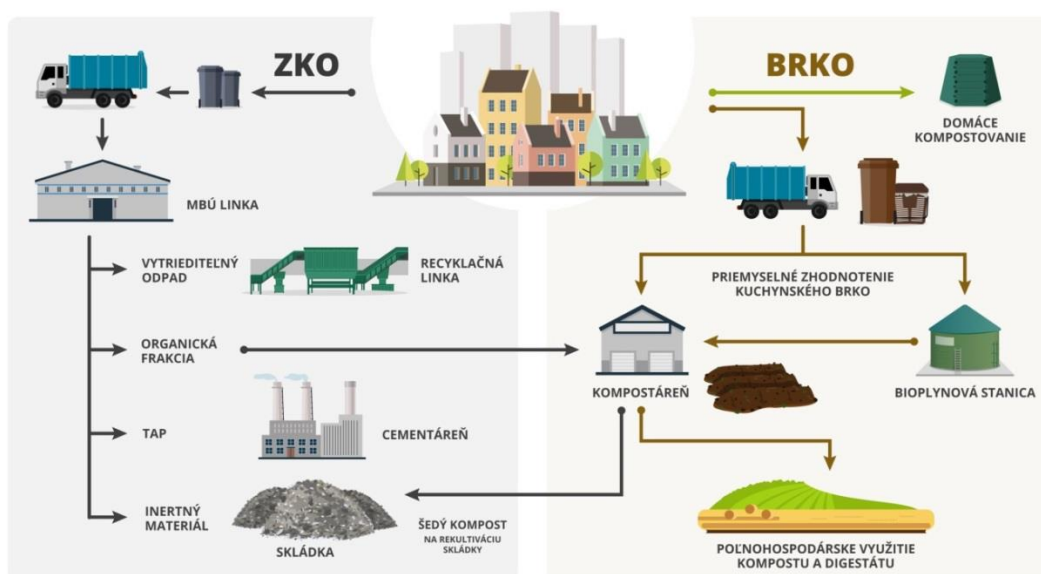 ZKO
BRKO
DOMÁCE
KOMPOSTOVANIE
MBÚ LINKA
VYTRIEDITEĽNÝ
ODPAD
RECYKLAČNÁ
LINKA
PRIEMYSELNÉ ZHODNOTENIE
KUCHYNSKÉHO BRKO
ORGANICKÁ
FRAKCIA
KOMPOSTÁREŇ
BIOPLYNOVÁ STANICA
TAP
CEMENTÁREŇ
INERTNÝ
MATERIÁL
SKLÁDKA
ŠEDÝ KOMPOST
NA REKULTIVÁCIU
SKLÁDKY
POĽNOHOSPODÁRSKE VYUŽITIE
KOMPOSTU A DIGESTÁTU